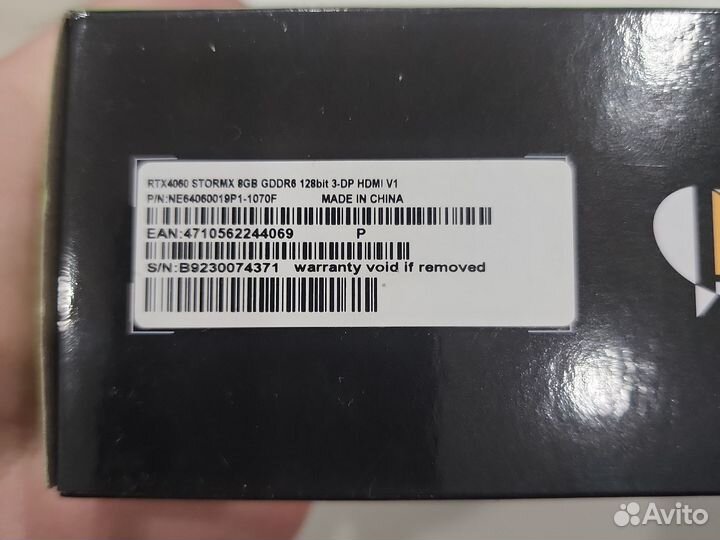 RTX4060 STORMX 8GB GDDR6 128bit 3-DP HDMI V1
P/N:NE64060019P1-1070F MADE IN CHINA
EAN:4710562244069 P
S/N:B9230074371 warranty void if removed
Avito